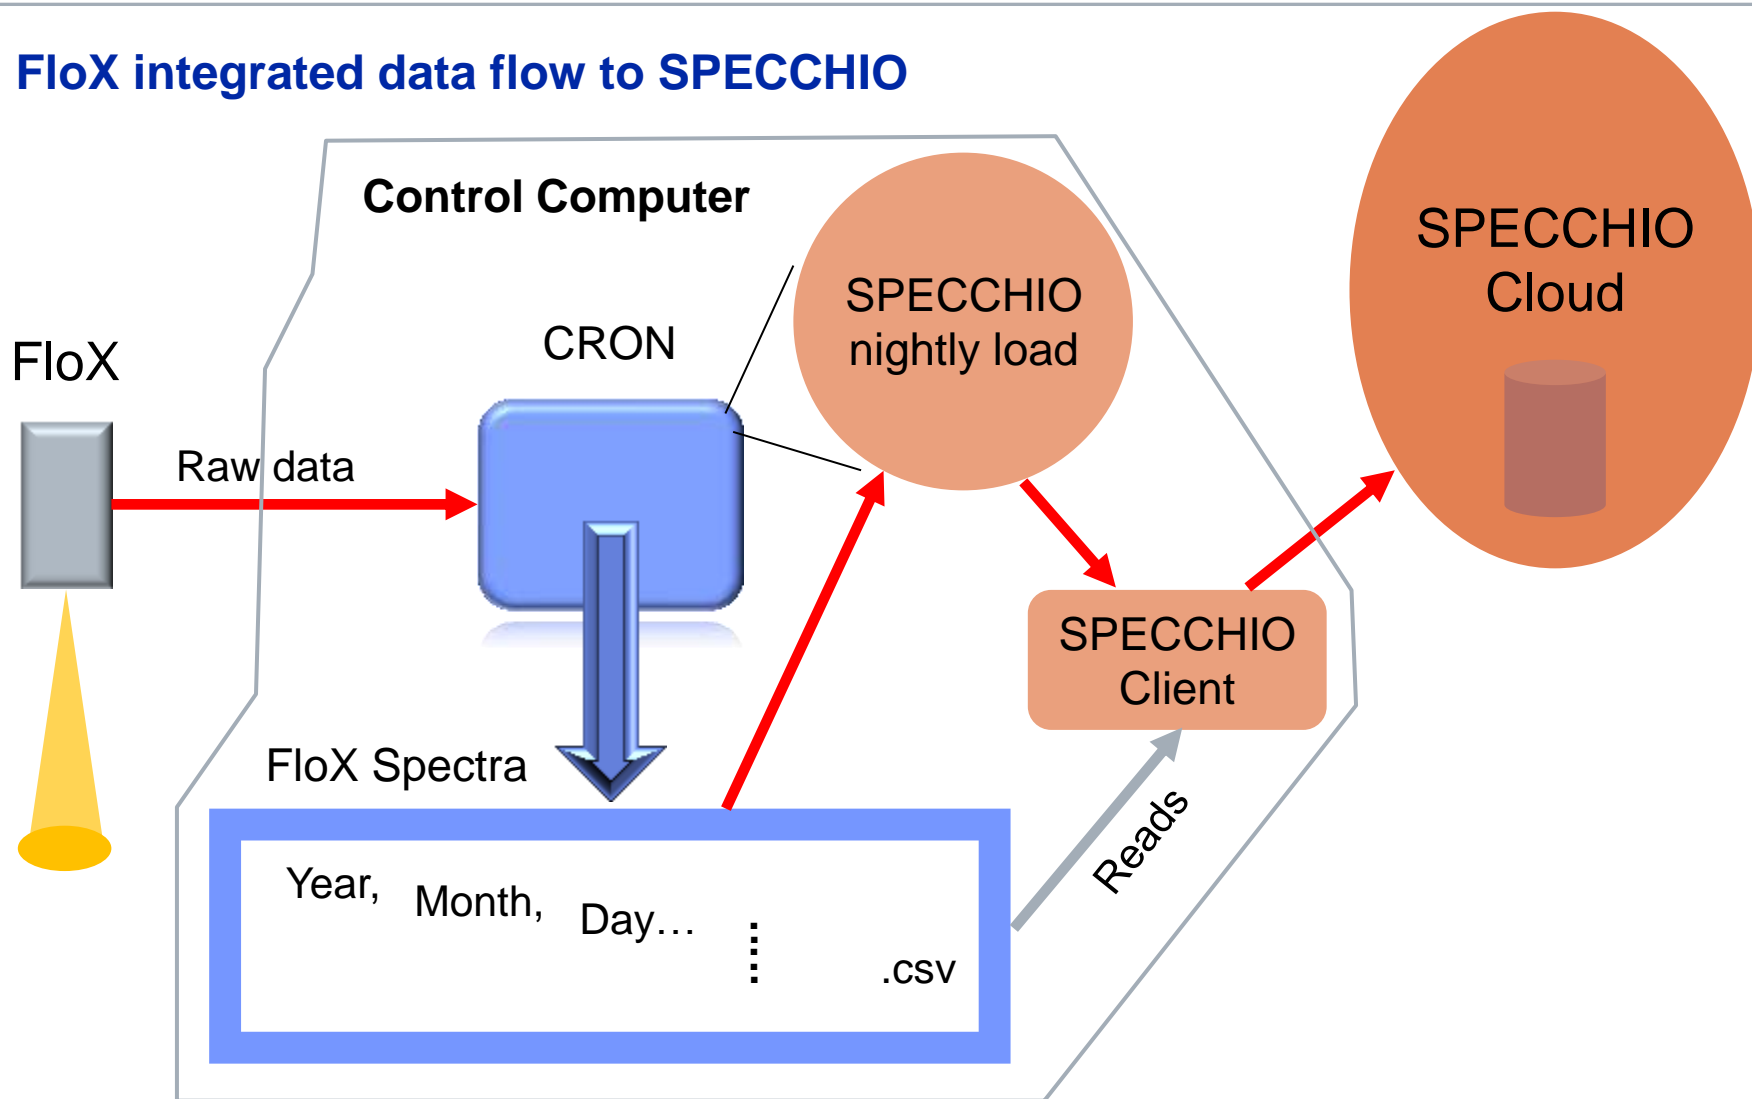 FloX integrated data flow to SPECCHIO
Control Computer
SPECCHIO
Cloud
SPECCHIO
nightly load
CRON
FloX
Raw data
SPECCHIO
Client
FloX Spectra
Reads
Year,
Month,
Day…
.csv